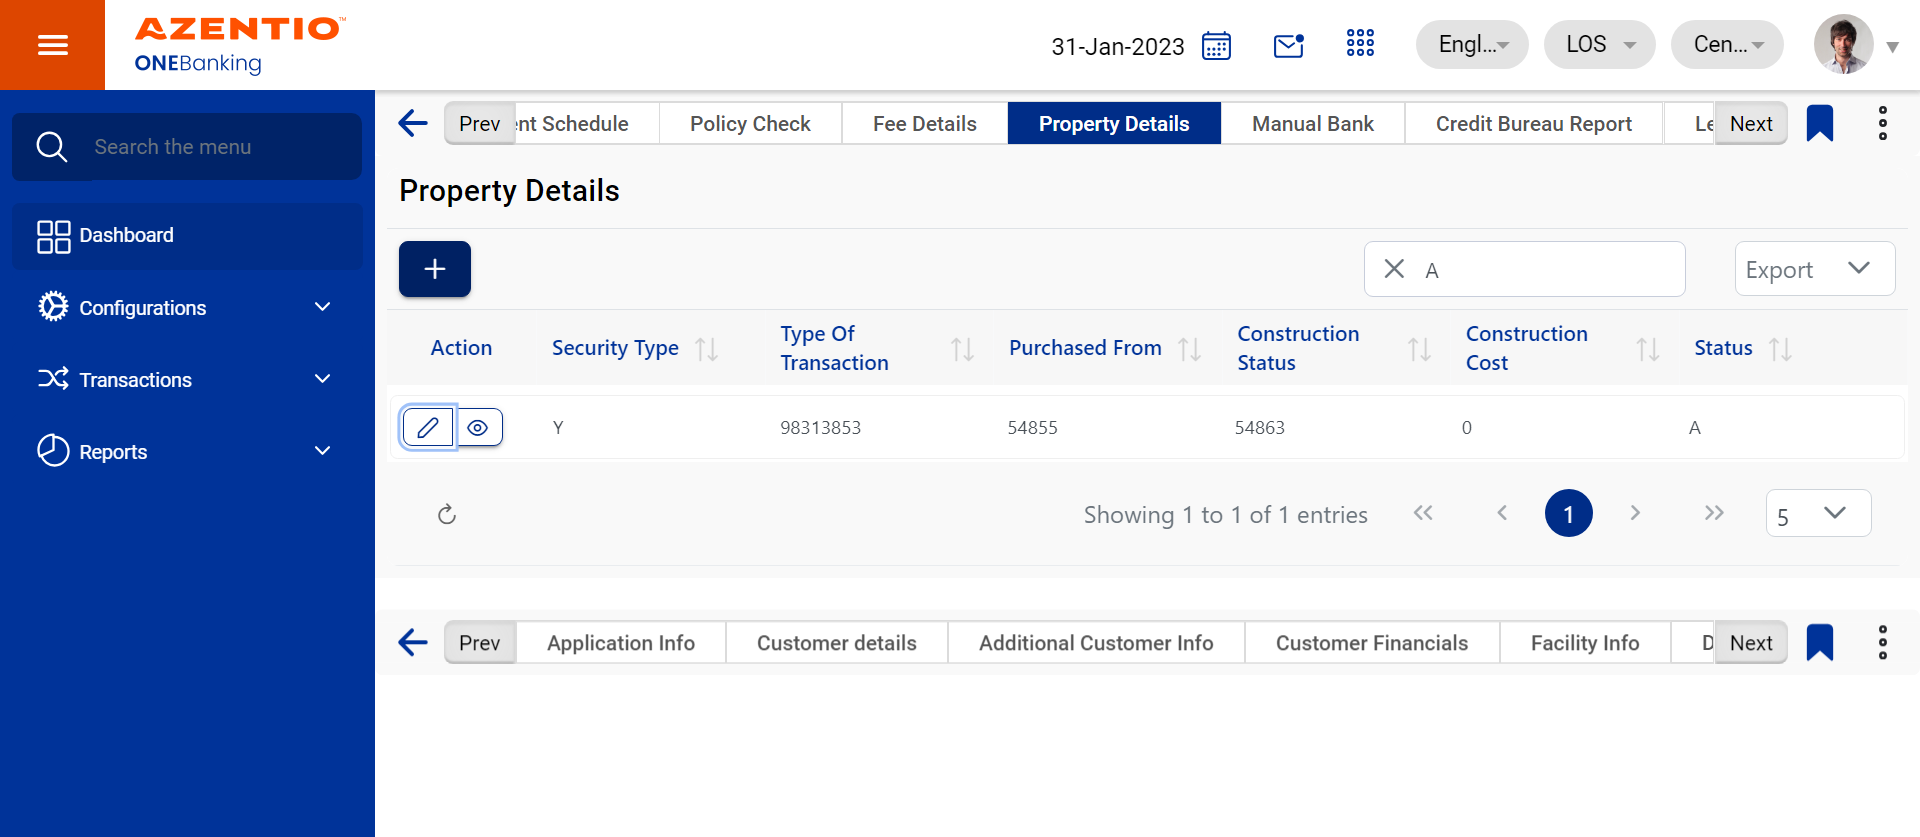 AZENTIO™
ONEBanking
31-Jan-2023
Engl...
LOS
Cen...
Search the menu
Dashboard
Configurations
Transactions
Reports
Prev
nt Schedule
Policy Check
Fee Details
Property Details
Manual Bank
Credit Bureau Report
Le
Next
Property Details
+
A
Export
Action
Security Type
Type Of
Transaction
Purchased From
Construction
Status
Construction
Cost
Status
Y
98313853
54855
54863
0
A
Showing 1 to 1 of 1 entries
1
5
Prev
Application Info
Customer details
Additional Customer Info
Customer Financials
Facility Info
D
Next